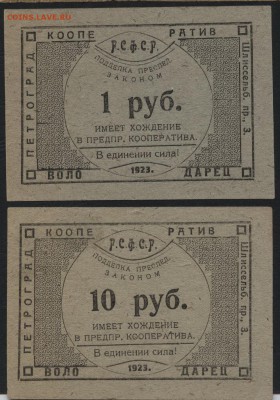 COINS.SU
КООПЕ РАТИВ
Р.С.Ф.С.Р.
ПОДДЕЛКА ПРЕСЛЕД.
ЗАКОНОМ
1 руб.
ИМЕЕТ ХОЖДЕНИЕ
В ПРЕДПР. КООПЕРАТИВА.
В единении сила!
1923.
ВОЛО ДАРЕЦ
ПЕТРОГРАД
Шлиссельб. пр., 3.
КООПЕ РАТИВ
Р.С.Ф.С.Р.
ПОДДЕЛКА ПРЕСЛЕД.
ЗАКОНОМ
10 руб.
ИМЕЕТ ХОЖДЕНИЕ
В ПРЕДПР. КООПЕРАТИВА.
В единении сила!
1923.
ВОЛО ДАРЕЦ
ПЕТРОГРАД
Шлиссельб. пр., 3.